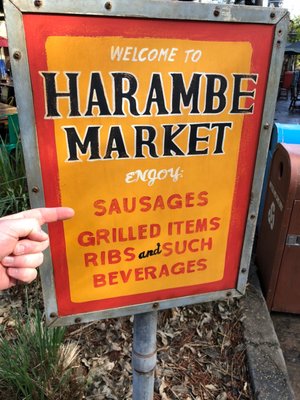 WELCOME TO
HARAMBE
MARKET
ENJOY:
SAUSAGES
GRILLED ITEMS
RIBS and SUCH
BEVERAGES